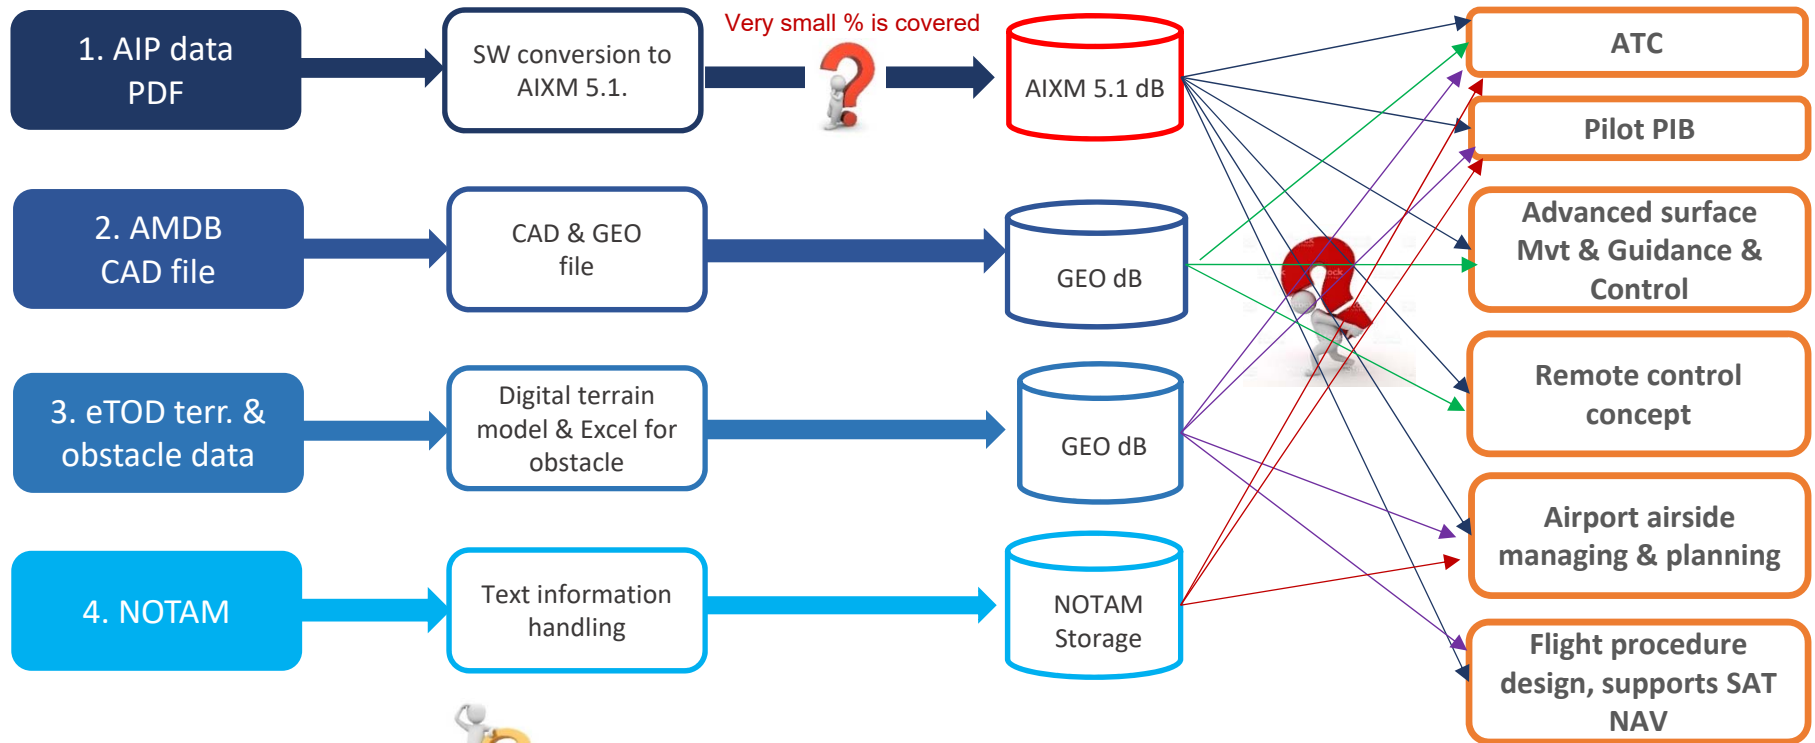 Very small % is covered
1. AIP data
PDF
SW conversion to
AIXM 5.1.
AIXM 5.1 dB
ATC
Pilot PIB
2. AMDB
CAD file
CAD & GEO
file
GEO dB
Advanced surface
Mvt & Guidance &
Control
3. eTOD terr. &
obstacle data
Digital terrain
model & Excel for
obstacle
GEO dB
Remote control
concept
4. NOTAM
Text information
handling
NOTAM
Storage
Airport airside
managing & planning
Flight procedure
design, supports SAT
NAV